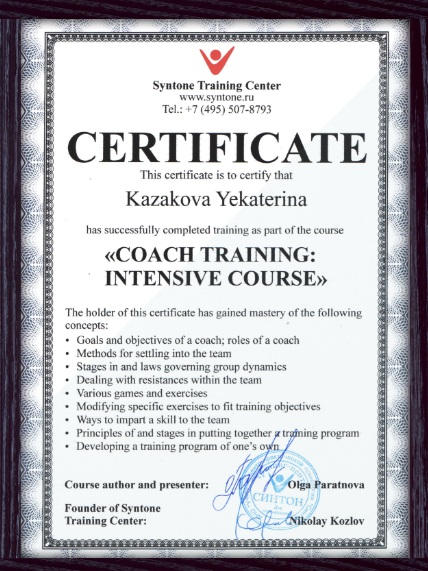 Syntone Training Center
www.syntone.ru
Tel.: +7 (495) 507-8793
CERTIFICATE
This certificate is to certify that
Kazakova Yekaterina
has successfully completed training as part of the course
«COACH TRAINING:
INTENSIVE COURSE»
The holder of this certificate has gained mastery of the following
concepts:
• Goals and objectives of a coach; roles of a coach
• Methods for settling into the team
• Stages in and laws governing group dynamics
• Dealing with resistances within the team
• Various games and exercises
• Modifying specific exercises to fit training objectives
• Ways to impart a skill to the team
• Principles of and stages in putting together a training program
• Developing a training program of one's own
Course author and presenter: Olga Paratnova
СИНТОН
Founder of Syntone
Training Center: Nikolay Kozlov